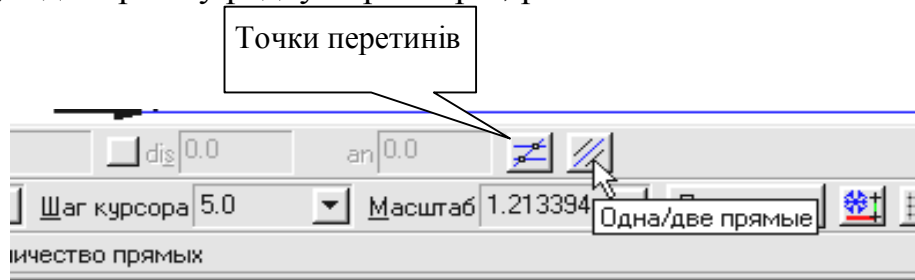 Точки перетинів
dis 0.0 an 0.0
Шаг курсора 5.0 Масштаб 1.213394
Одна/две прямые
ичество прямых